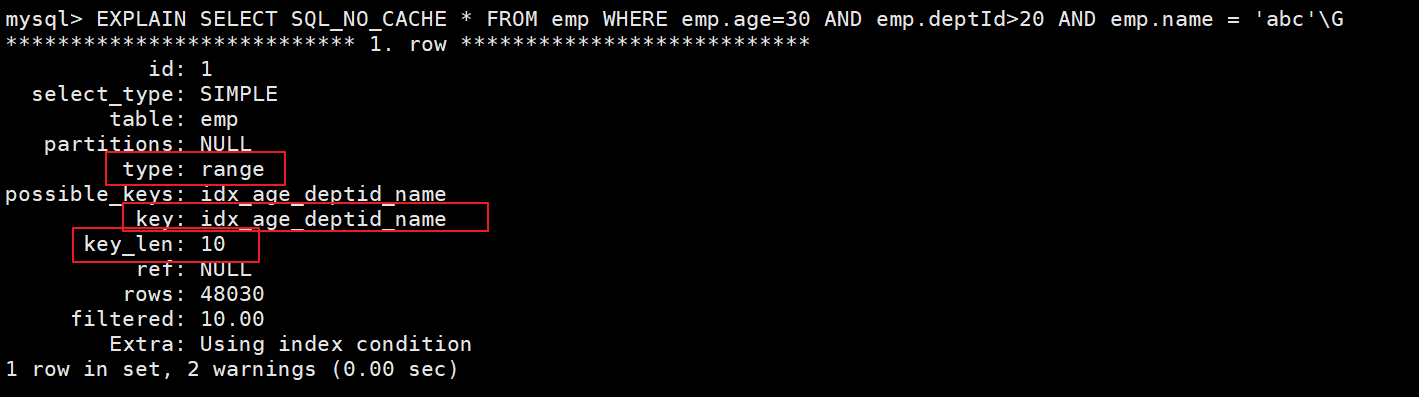 mysql> EXPLAIN SELECT SQL_NO_CACHE * FROM emp WHERE emp.age=30 AND emp.deptId>20 AND emp.name = 'abc'\G
*************************** 1. row ***************************
id: 1
select_type: SIMPLE
table: emp
partitions: NULL
type: range
possible_keys: idx_age_deptid_name
key: idx_age_deptid_name
key_len: 10
ref: NULL
rows: 48030
filtered: 10.00
Extra: Using index condition
1 row in set, 2 warnings (0.00 sec)